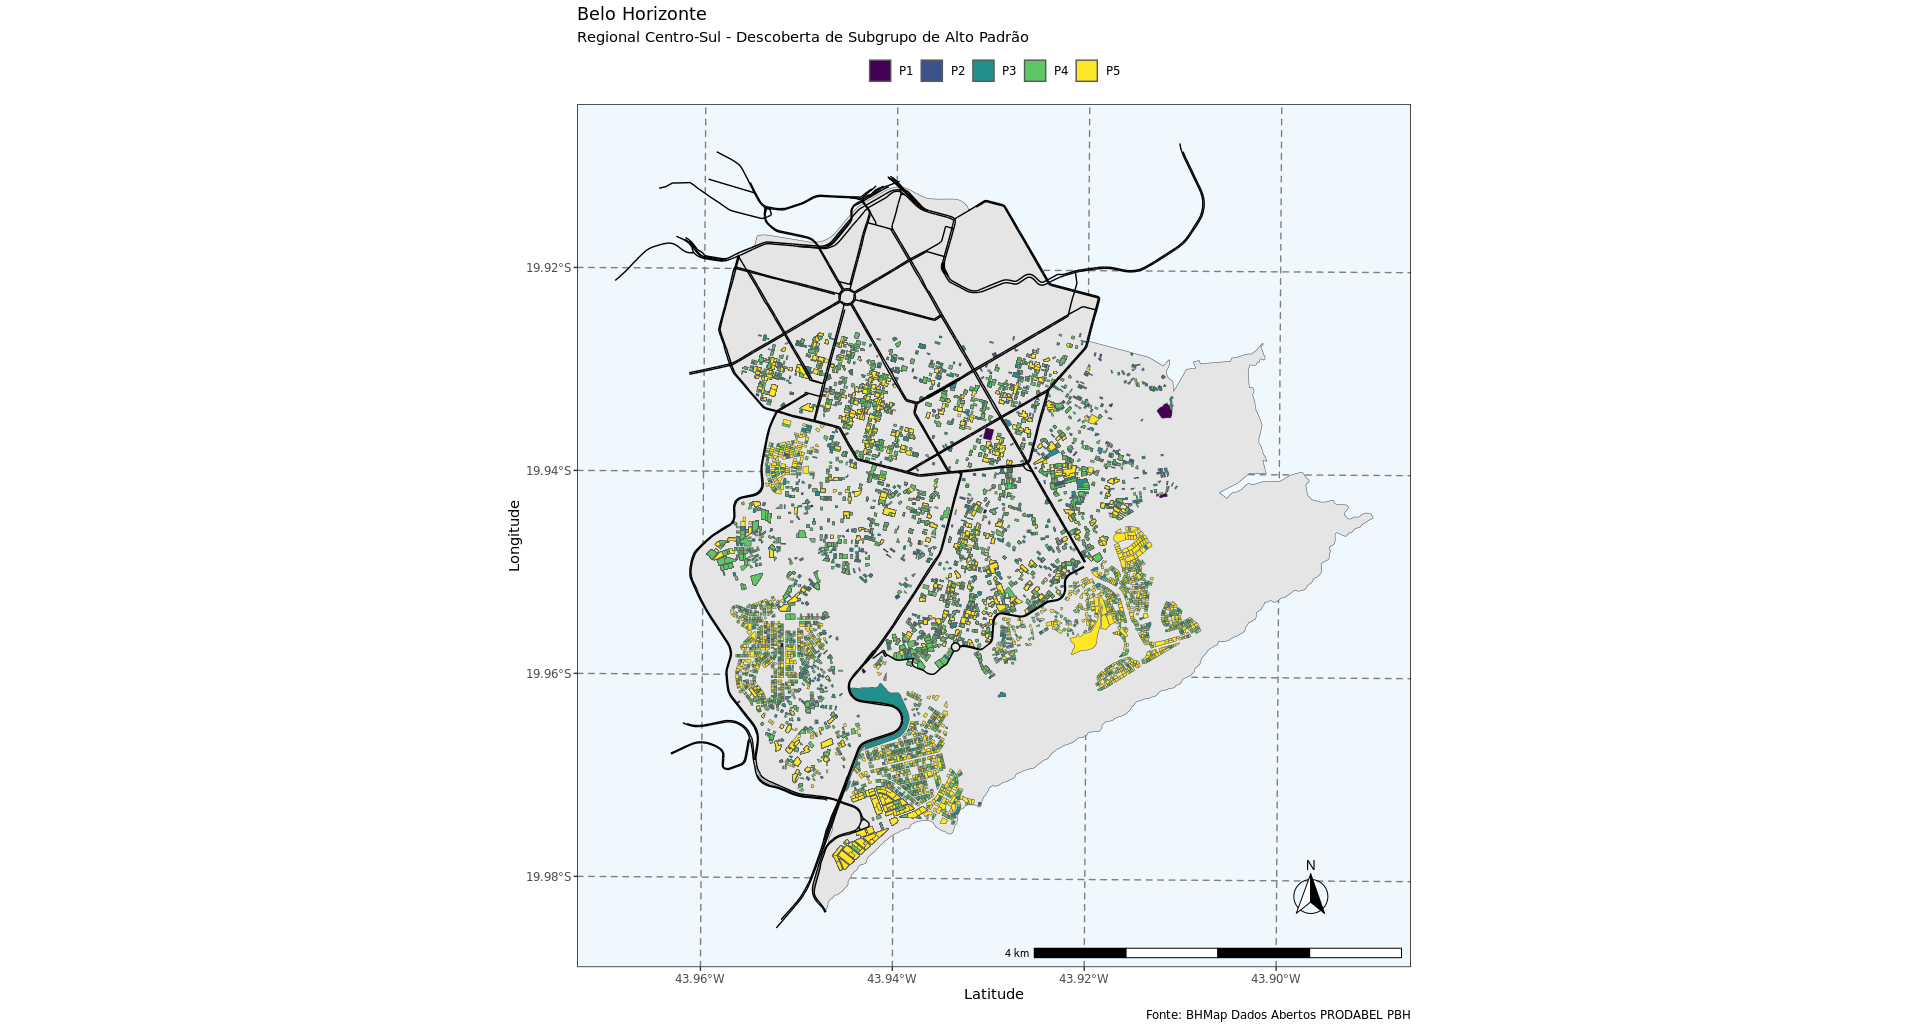 Belo Horizonte
Regional Centro-Sul - Descoberta de Subgrupo de Alto Padrão
P1 P2 P3 P4 P5
19.92°S
19.94°S
Longitude
19.96°S
19.98°S
N
4 km
43.96°W 43.94°W 43.92°W 43.90°W
Latitude
Fonte: BHMap Dados Abertos PRODABEL PBH